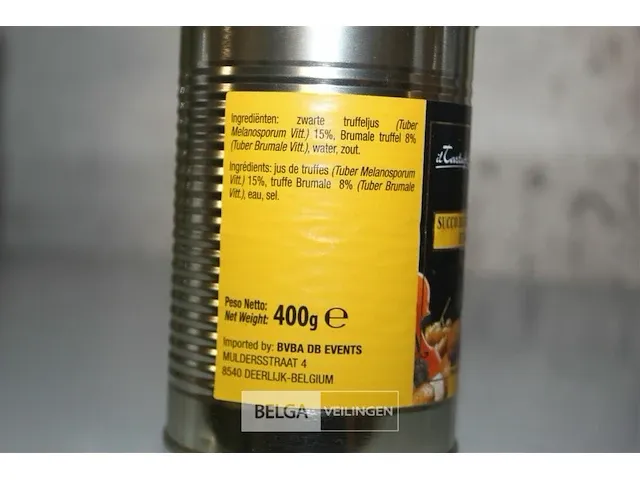 Ingrediënten: zwarte truffeljus (Tuber
Melanosporum Vitt.) 15%, Brumale truffel 8%
(Tuber Brumale Vitt.), water, zout.
Ingrédients: jus de truffes (Tuber Melanosporum
Vitt.) 15%, truffe Brumale 8% (Tuber Brumale
Vitt.), eau, sel.
Peso Netto:
Net Weight: 400g ℮
Imported by: BVBA DB EVENTS
MULDERSSTRAAT 4
8540 DEERLIJK-BELGIUM
il
SUCCO
BELGA VEILINGEN